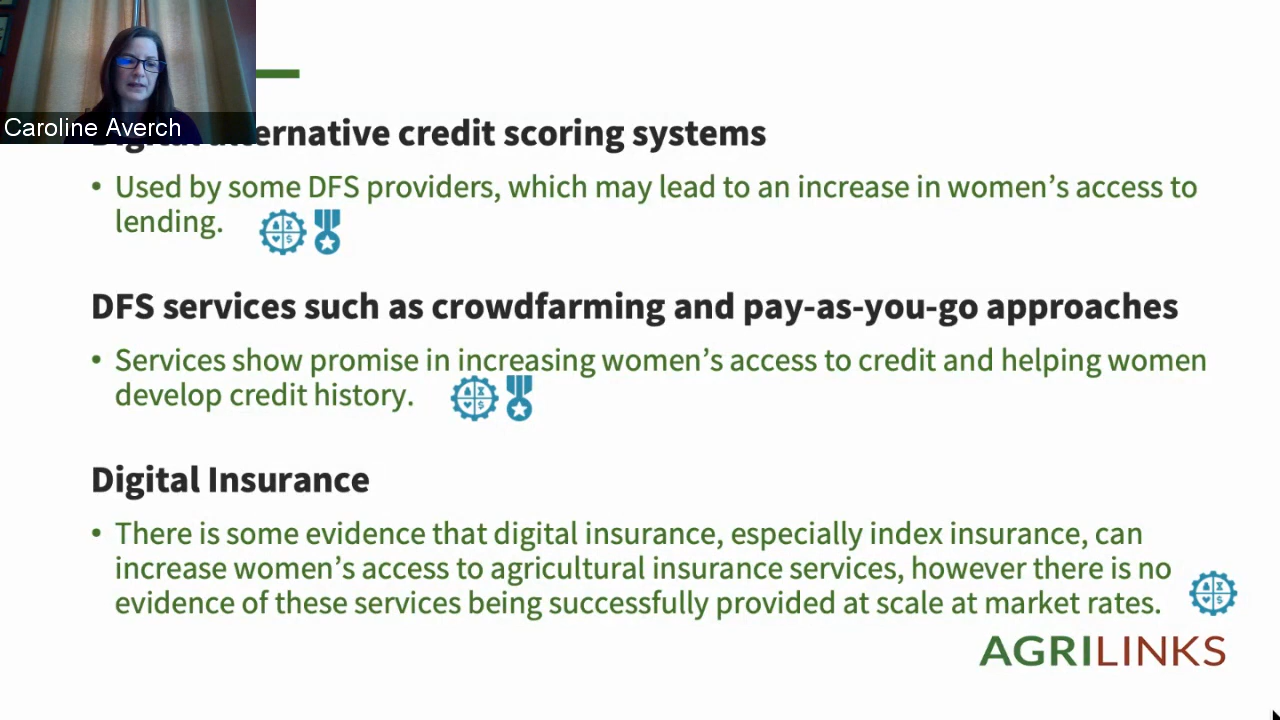 Caroline Averch
ernative credit scoring systems
• Used by some DFS providers, which may lead to an increase in women’s access to
lending.
DFS services such as crowdfarming and pay-as-you-go approaches
• Services show promise in increasing women’s access to credit and helping women
develop credit history.
Digital Insurance
• There is some evidence that digital insurance, especially index insurance, can
increase women’s access to agricultural insurance services, however there is no
evidence of these services being successfully provided at scale at market rates.
AGRILINKS